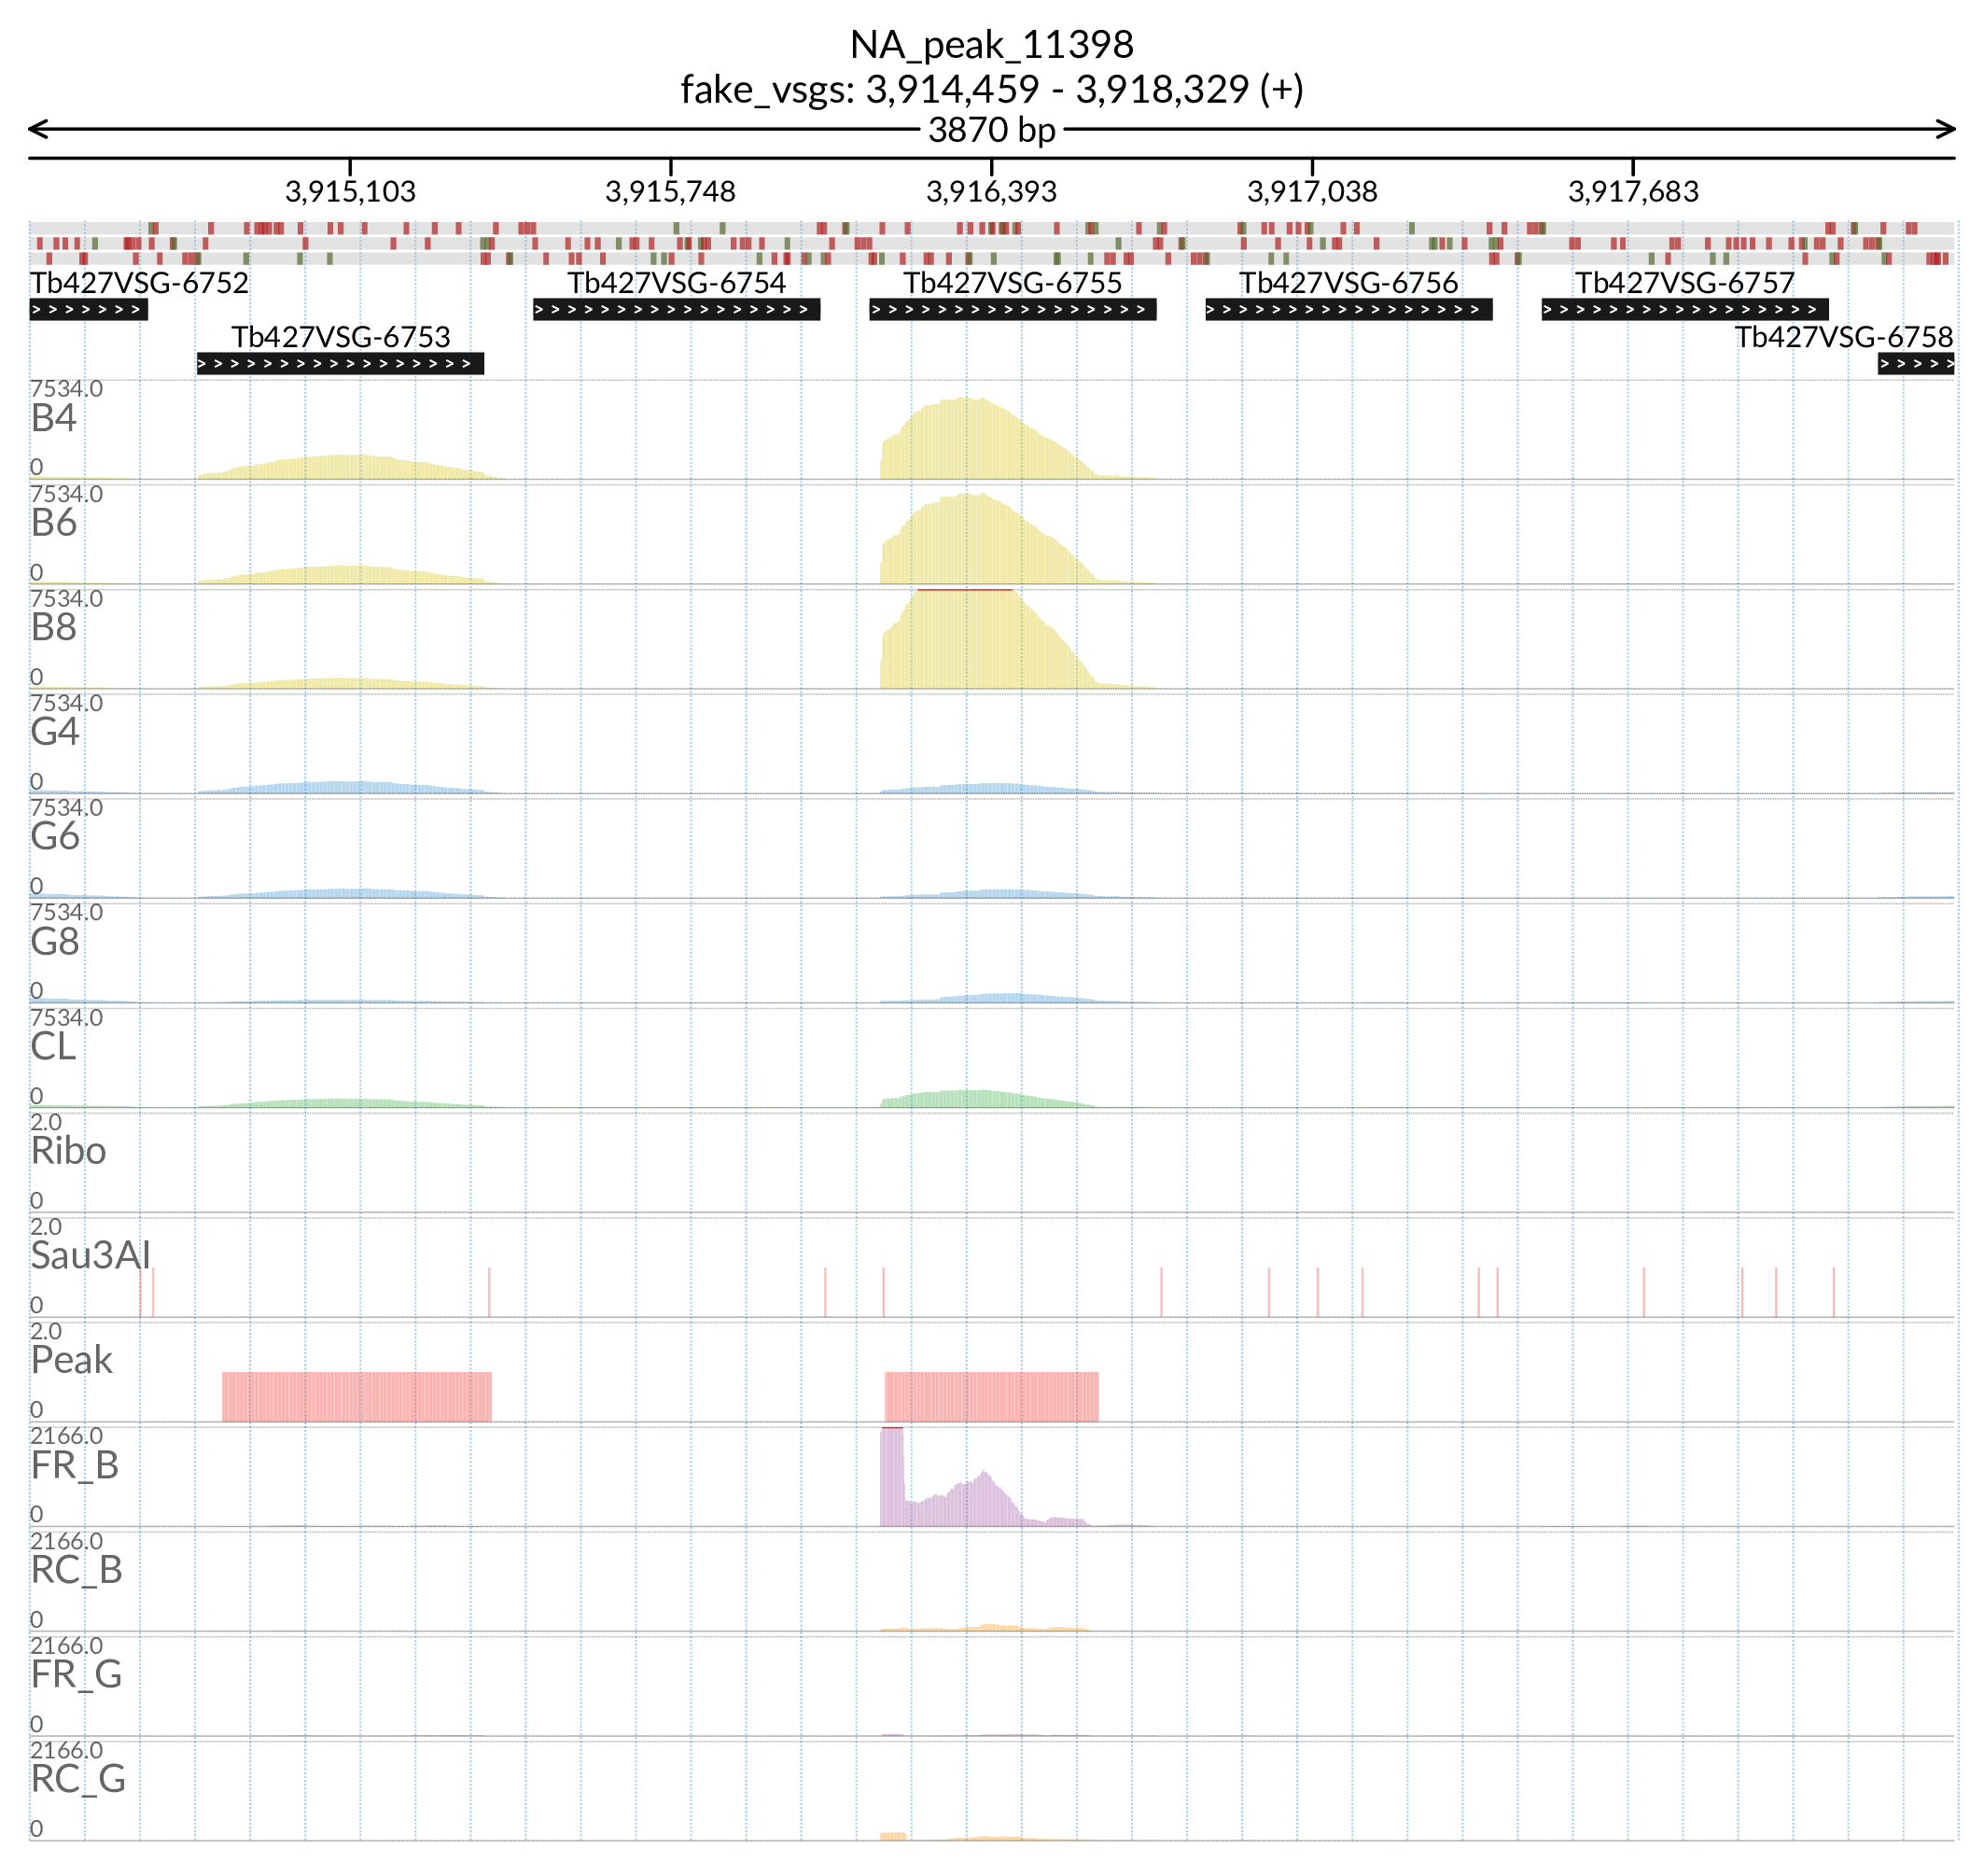 NA_peak_11398
fake_vsgs: 3,914,459 - 3,918,329 (+)
3870 bp
3,915,103 3,915,748 3,916,393 3,917,038 3,917,683
Tb427VSG-6752 Tb427VSG-6754 Tb427VSG-6755 Tb427VSG-6756 Tb427VSG-6757
Tb427VSG-6753 Tb427VSG-6758
7534.0
B4
0
7534.0
B6
0
7534.0
B8
0
7534.0
G4
0
7534.0
G6
0
7534.0
G8
0
7534.0
CL
0
2.0
Ribo
0
2.0
Sau3AI
0
2.0
Peak
0
2166.0
FR_B
0
2166.0
RC_B
0
2166.0
FR_G
0
2166.0
RC_G
0